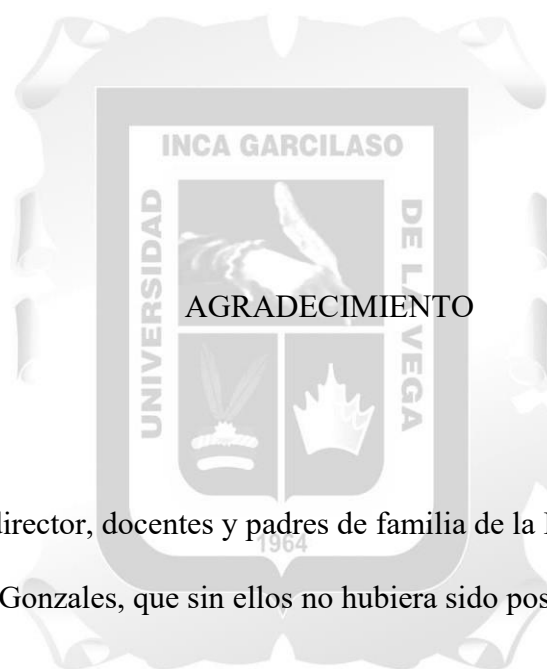 INCA GARCILASO
UNIVERSIDAD
DE LA VEGA
AGRADECIMIENTO
director, docentes y padres de familia de la
1964
Gonzales, que sin ellos no hubiera sido